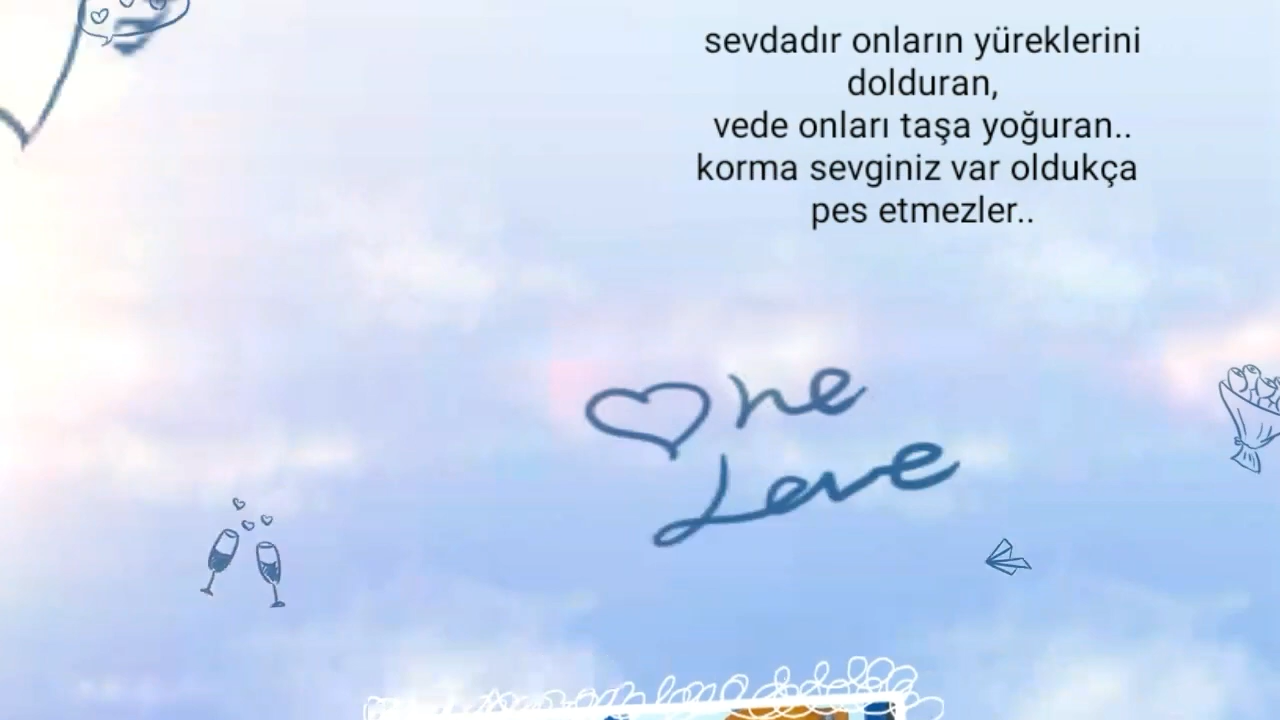 sevdadır onların yüreklerini
dolduran,
vede onları taşa yoğuran..
korma sevginiz var oldukça
pes etmezler..
One
Love